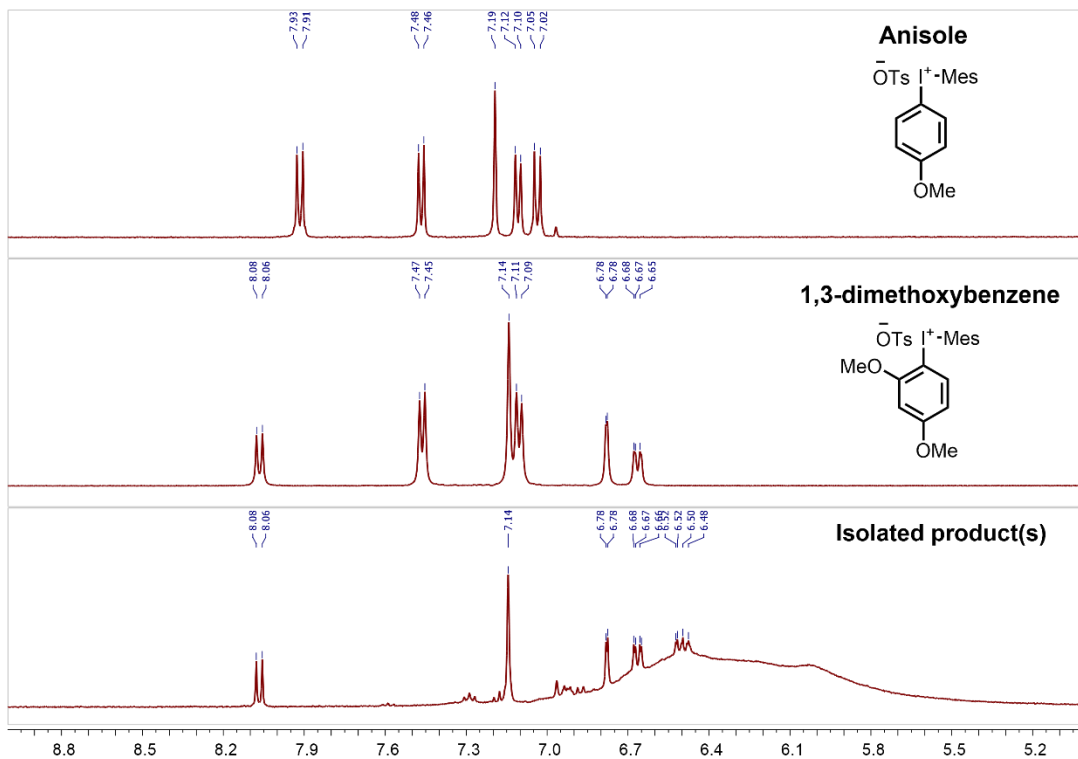 7.93 7.91 7.48 7.46 7.19 7.12 7.10 7.05 7.02
Anisole
‾OTs I⁺-Mes
OMe
8.08 8.06 7.47 7.45 7.14 7.11 7.09 6.78 6.78 6.68 6.67 6.65
1,3-dimethoxybenzene
‾OTs I⁺-Mes
MeO
OMe
8.08 8.06 7.14 6.78 6.78 6.68 6.67 6.66 6.52 6.52 6.50 6.48
Isolated product(s)
8.8 8.5 8.2 7.9 7.6 7.3 7.0 6.7 6.4 6.1 5.8 5.5 5.2